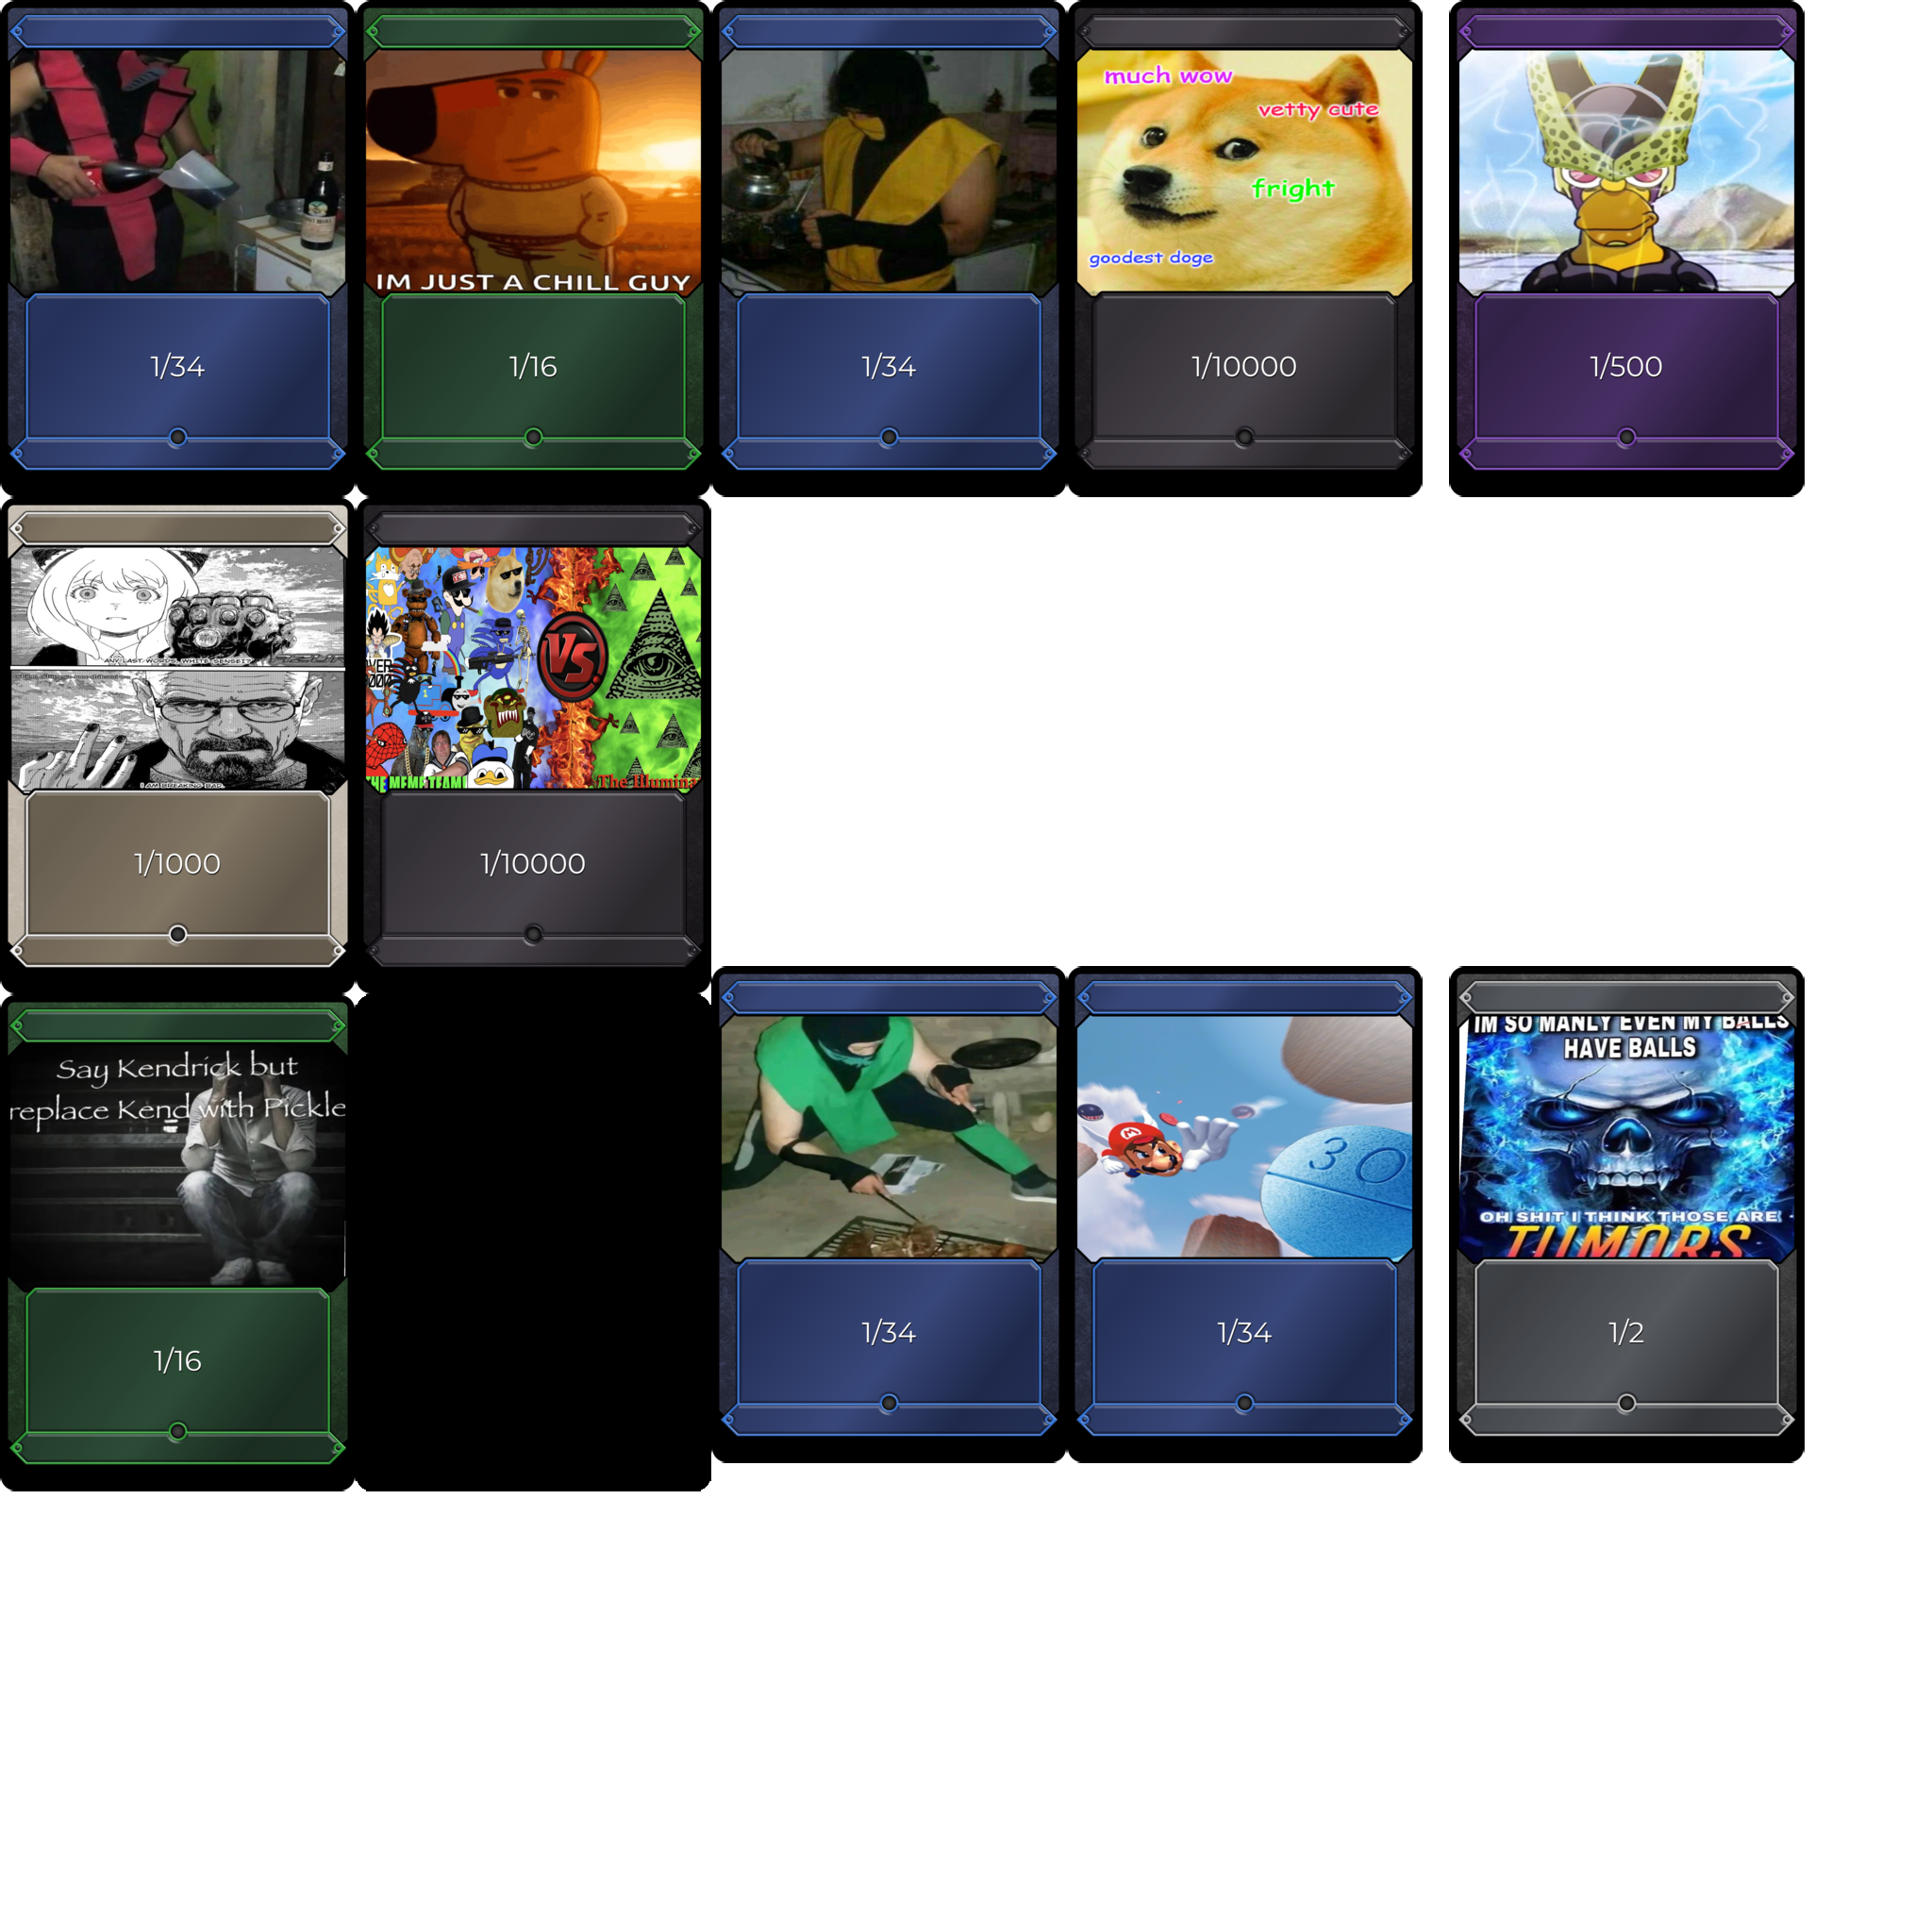 IM JUST A CHILL GUY
much wow
vetty cute
fright
goodest doge
1/34
1/16
1/34
1/10000
1/500
ANY LAST WORDS, WHITE SENSEI?
I AM BREAKING BAD.
VS
THE MEME TEAM!
The Illumina
1/1000
1/10000
Say Kendrick but
replace Kend with Pickle
30
IM SO MANLY EVEN MY BALLS
HAVE BALLS
OH SHIT I THINK THOSE ARE
TUMORS
1/16
1/34
1/34
1/2